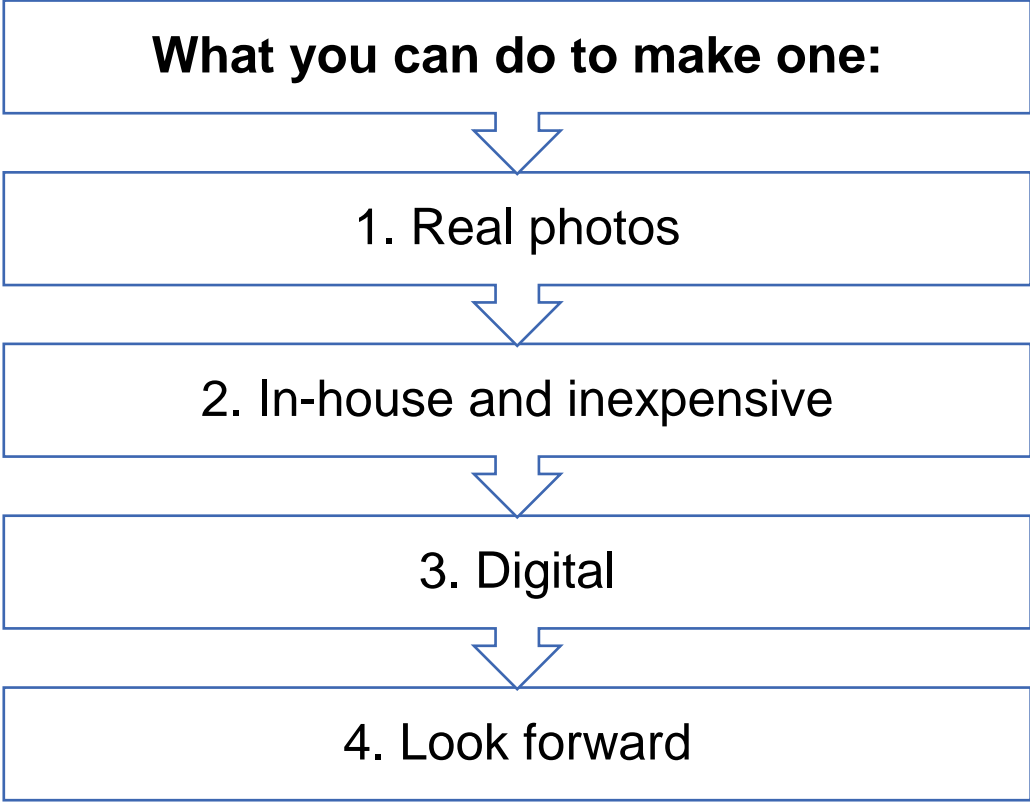 What you can do to make one:
1. Real photos
2. In-house and inexpensive
3. Digital
4. Look forward